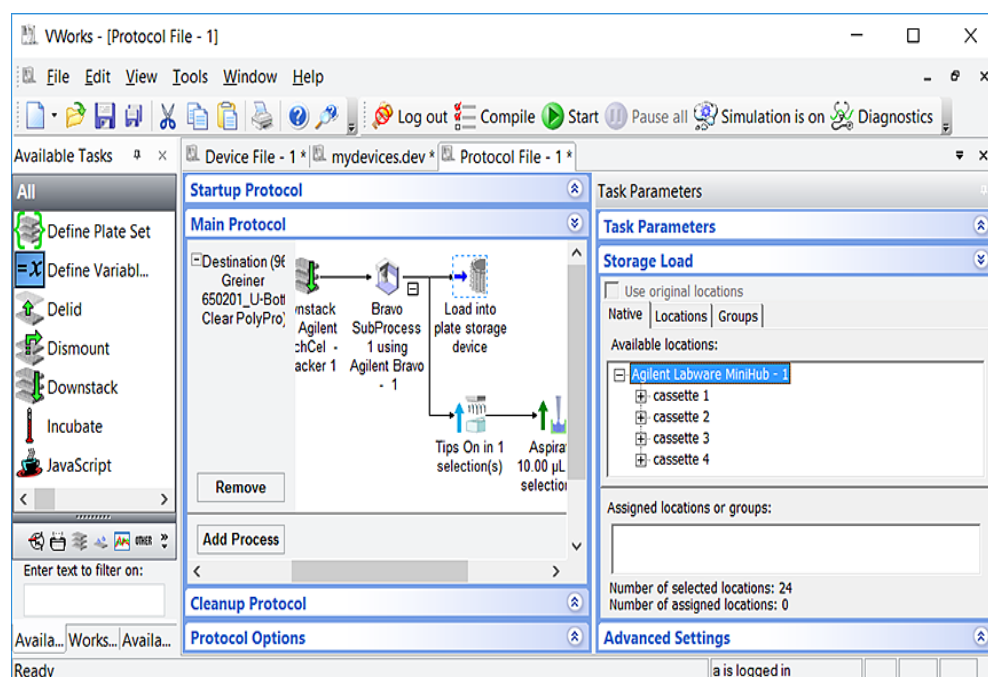 VWorks - [Protocol File - 1]
File Edit View Tools Window Help
Log out Compile Start Pause all Simulation is on Diagnostics
Available Tasks
Device File - 1 * mydevices.dev * Protocol File - 1 *
All
Define Plate Set
=x Define Variabl...
Delid
Dismount
Downstack
Incubate
JavaScript
OTHER
Enter text to filter on:
Availa... Works... Availa...
Startup Protocol
Main Protocol
Destination (96
Greiner
650201_U-Bott
Clear PolyPro)
Remove
Add Process
wnstack
Agilent
chCel -
acker 1
Bravo
SubProcess
1 using
Agilent Bravo
- 1
Load into
plate storage
device
Tips On in 1
selection(s)
Aspira
10.00 µL
selection
Cleanup Protocol
Protocol Options
Task Parameters
Task Parameters
Storage Load
Use original locations
Native Locations Groups
Available locations:
Agilent Labware MiniHub - 1
cassette 1
cassette 2
cassette 3
cassette 4
Assigned locations or groups:
Number of selected locations: 24
Number of assigned locations: 0
Advanced Settings
Ready
a is logged in